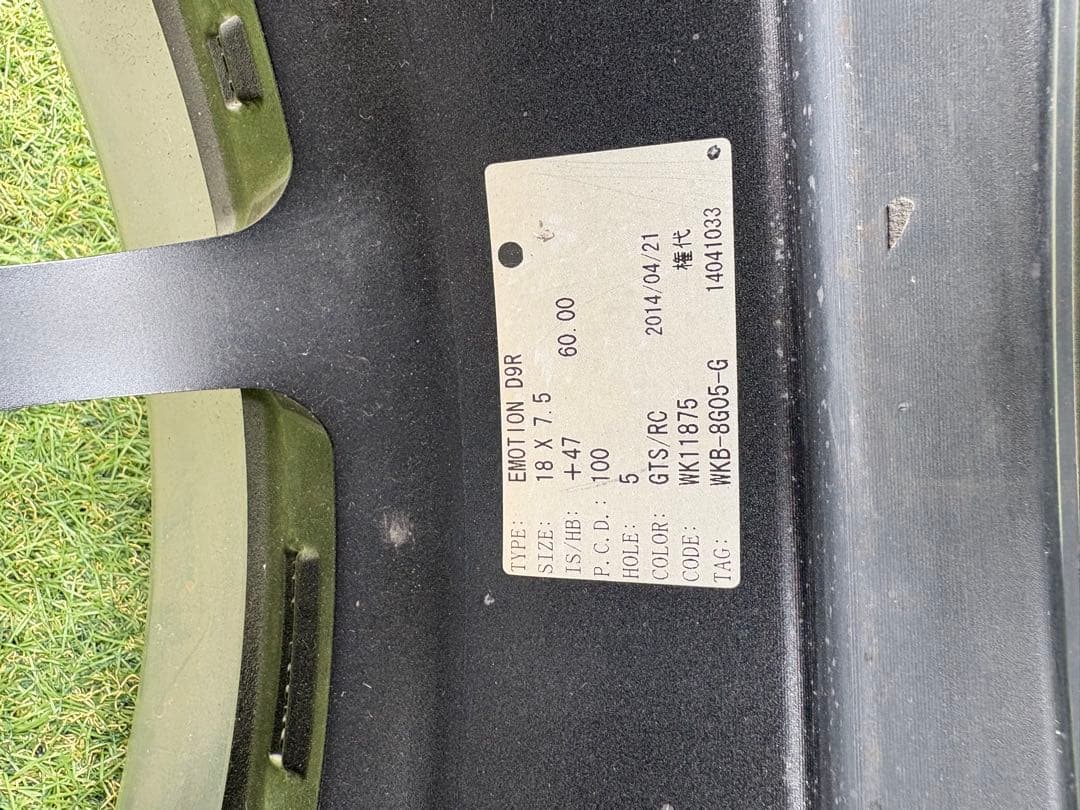 TYPE: EMOTION D9R
SIZE: 18 X 7.5
IS/HB: +47 60.00
P.C.D.: 100
HOLE: 5
COLOR: GTS/RC 2014/04/21
CODE: WK11875 権代
TAG: WKB-8G05-G 14041033